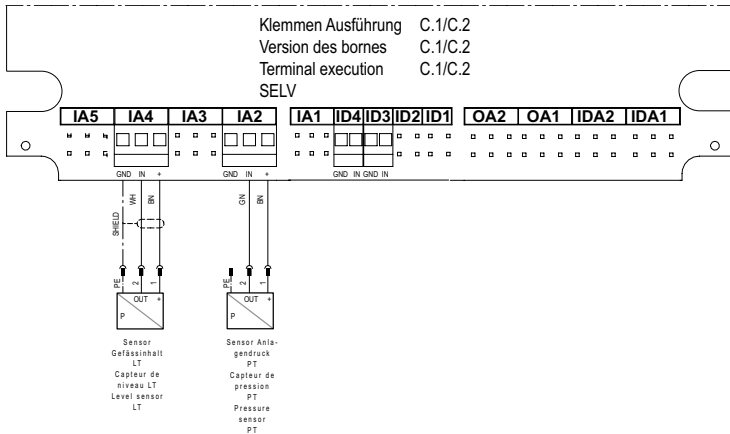 Klemmen Ausführung C.1/C.2
Version des bornes C.1/C.2
Terminal execution C.1/C.2
SELV
IA5 IA4 IA3 IA2 IA1 ID4 ID3 ID2 ID1 OA2 OA1 IDA2 IDA1
GND IN + GND IN + GND IN GND IN
SHIELD WH BN GN BN
PE 2 1 PE 2 1
OUT + OUT +
P P
Sensor
Gefässinhalt
LT
Capteur de
niveau LT
Level sensor
LT
Sensor Anla-
gendruck
PT
Capteur de
pression
PT
Pressure
sensor
PT